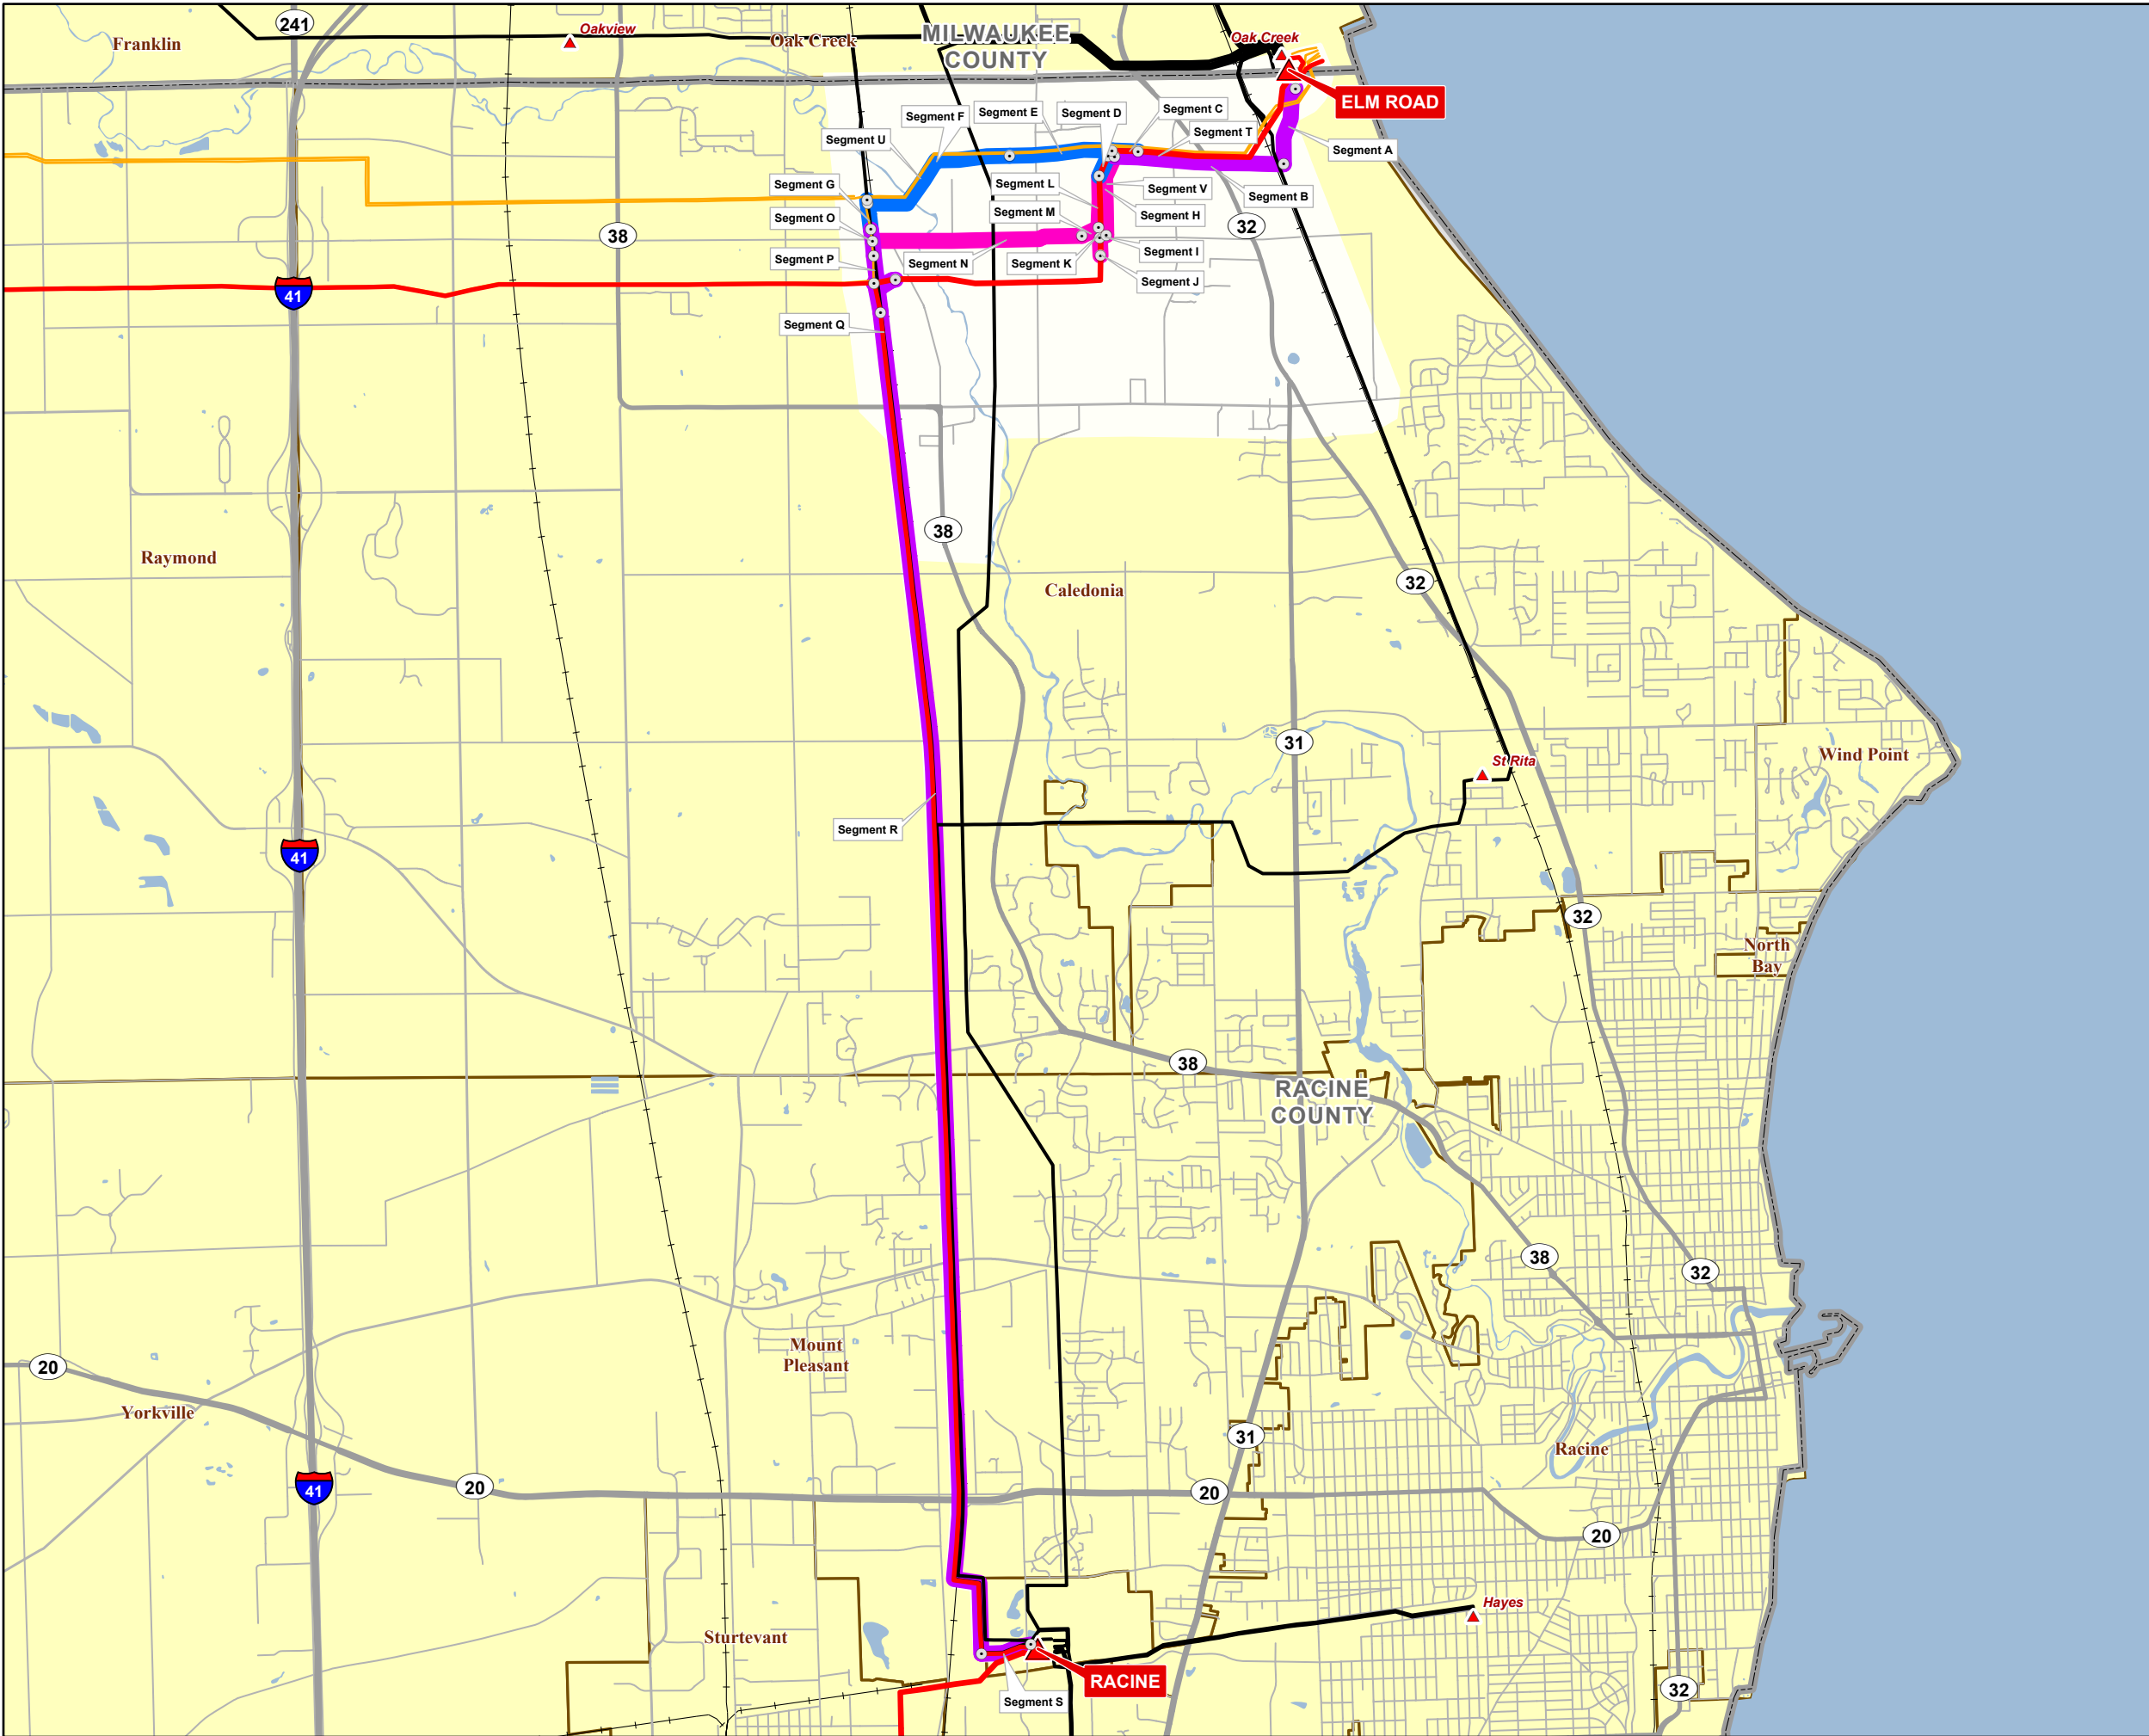 241
Franklin
Oakview
Oak Creek
MILWAUKEE
COUNTY
Oak Creek
ELM ROAD
Segment F
Segment E
Segment D
Segment C
Segment T
Segment U
Segment A
Segment G
Segment L
Segment V
Segment B
Segment O
Segment M
Segment H
38
32
Segment P
Segment N
Segment K
Segment I
Segment J
41
Segment Q
38
Raymond
Caledonia
32
31
Wind Point
St Rita
Segment R
41
32
North
Bay
38
RACINE
COUNTY
38
32
Mount
Pleasant
20
Yorkville
31
Racine
41
20
20
20
Hayes
Sturtevant
RACINE
Segment S
32